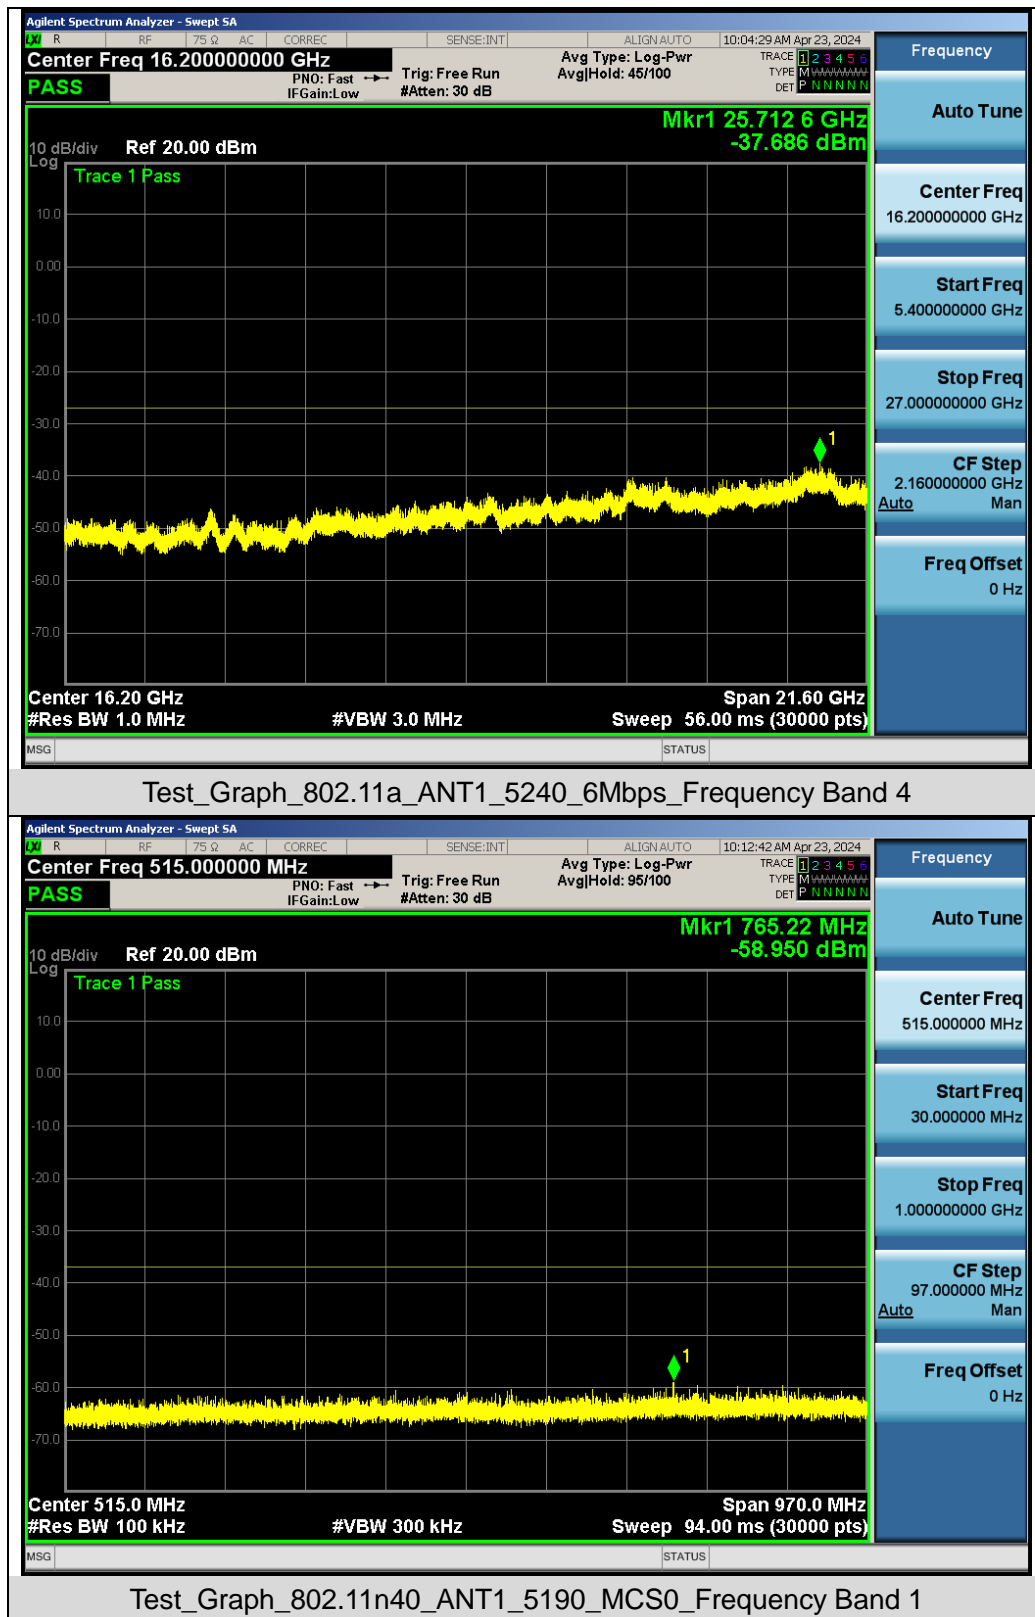 Agilent Spectrum Analyzer - Swept SA
LXI R RF 75 Ω AC CORREC SENSE:INT ALIGN AUTO 10:04:29 AM Apr 23, 2024
Center Freq 16.200000000 GHz
PASS
PNO: Fast
IFGain:Low
Trig: Free Run
#Atten: 30 dB
Avg Type: Log-Pwr
Avg|Hold: 45/100
TRACE 1 2 3 4 5 6
TYPE M
DET P N N N N N
Mkr1 25.712 6 GHz
-37.686 dBm
10 dB/div Ref 20.00 dBm
Log
Trace 1 Pass
10.0
0.00
-10.0
-20.0
-30.0
1
-40.0
-50.0
-60.0
-70.0
Center 16.20 GHz Span 21.60 GHz
#Res BW 1.0 MHz #VBW 3.0 MHz Sweep 56.00 ms (30000 pts)
MSG STATUS
Frequency
Auto Tune
Center Freq
16.200000000 GHz
Start Freq
5.400000000 GHz
Stop Freq
27.000000000 GHz
CF Step
2.160000000 GHz
Auto Man
Freq Offset
0 Hz
Test_Graph_802.11a_ANT1_5240_6Mbps_Frequency Band 4
Agilent Spectrum Analyzer - Swept SA
LXI R RF 75 Ω AC CORREC SENSE:INT ALIGN AUTO 10:12:42 AM Apr 23, 2024
Center Freq 515.000000 MHz
PASS
PNO: Fast
IFGain:Low
Trig: Free Run
#Atten: 30 dB
Avg Type: Log-Pwr
Avg|Hold: 95/100
TRACE 1 2 3 4 5 6
TYPE M
DET P N N N N N
Mkr1 765.22 MHz
-58.950 dBm
10 dB/div Ref 20.00 dBm
Log
Trace 1 Pass
10.0
0.00
-10.0
-20.0
-30.0
-40.0
-50.0
1
-60.0
-70.0
Center 515.0 MHz Span 970.0 MHz
#Res BW 100 kHz #VBW 300 kHz Sweep 94.00 ms (30000 pts)
MSG STATUS
Frequency
Auto Tune
Center Freq
515.000000 MHz
Start Freq
30.000000 MHz
Stop Freq
1.000000000 GHz
CF Step
97.000000 MHz
Auto Man
Freq Offset
0 Hz
Test_Graph_802.11n40_ANT1_5190_MCS0_Frequency Band 1